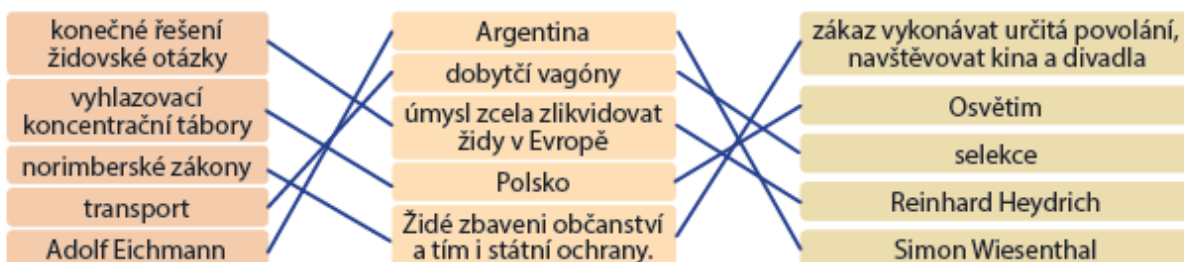 konečné řešení
židovské otázky
vyhlazovací
koncentrační tábory
norimberské zákony
transport
Adolf Eichmann
Argentina
dobytčí vagóny
úmysl zcela zlikvidovat
židy v Evropě
Polsko
Židé zbaveni občanství
a tím i státní ochrany.
zákaz vykonávat určitá povolání,
navštěvovat kina a divadla
Osvětim
selekce
Reinhard Heydrich
Simon Wiesenthal